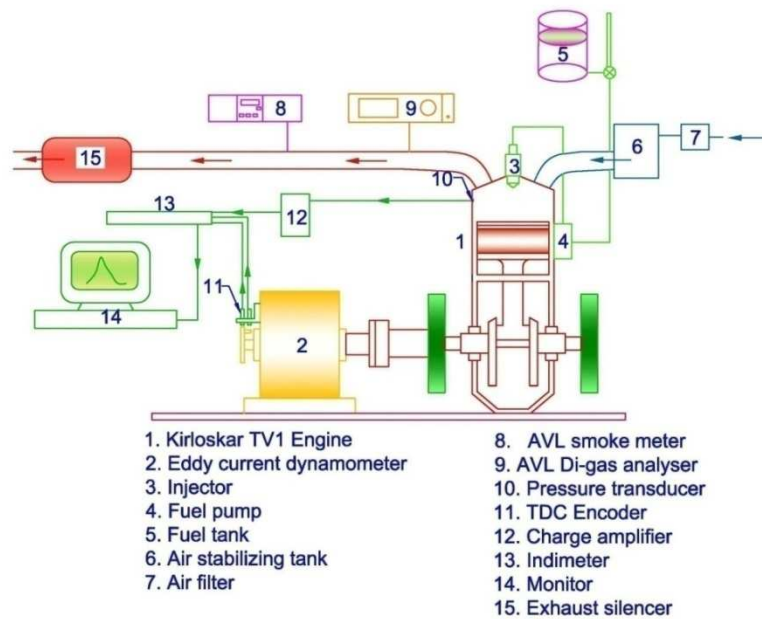 5
8
9
6
7
3
15
10
13
12
1
4
11
14
2
1. Kirloskar TV1 Engine
2. Eddy current dynamometer
3. Injector
4. Fuel pump
5. Fuel tank
6. Air stabilizing tank
7. Air filter
8. AVL smoke meter
9. AVL Di-gas analyser
10. Pressure transducer
11. TDC Encoder
12. Charge amplifier
13. Indimeter
14. Monitor
15. Exhaust silencer